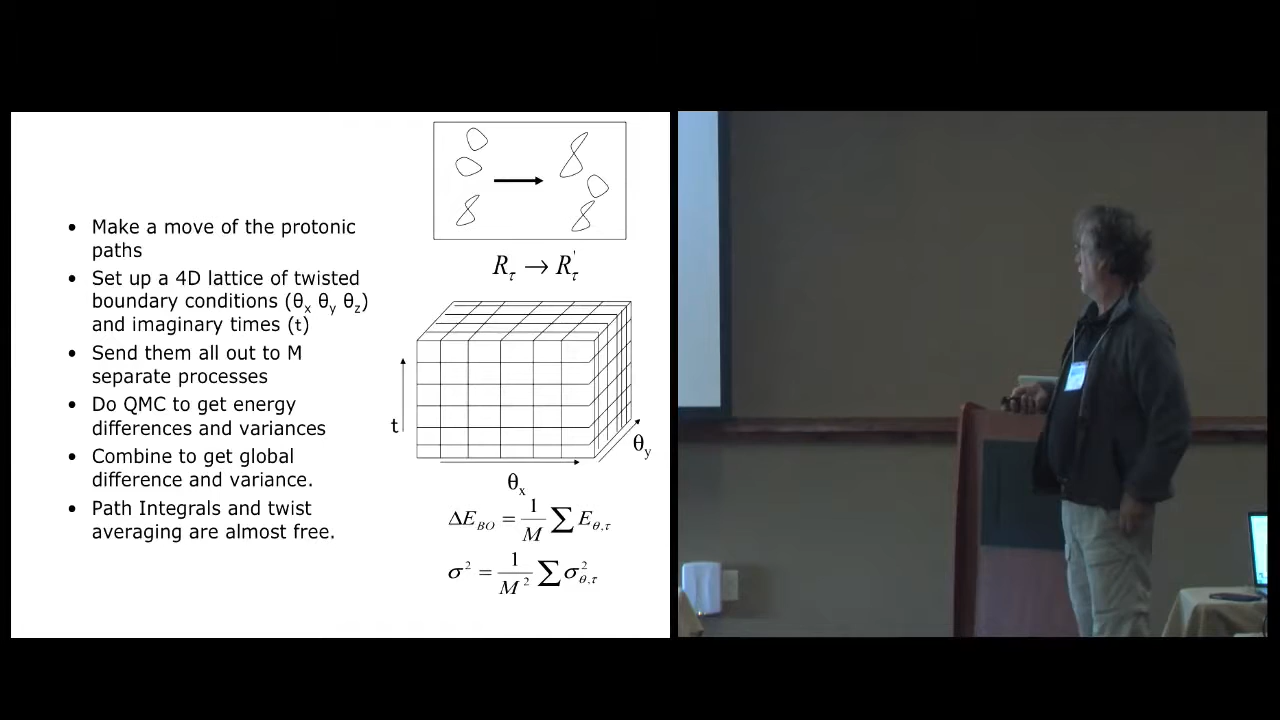 • Make a move of the protonic
paths
• Set up a 4D lattice of twisted
boundary conditions (θx θy θz)
and imaginary times (t)
• Send them all out to M
separate processes
• Do QMC to get energy
differences and variances
• Combine to get global
difference and variance.
• Path Integrals and twist
averaging are almost free.
Rτ → R'τ
t
θy
θx
ΔE_BO = 1/M ∑ E_θ,τ
σ² = 1/M² ∑ σ²_θ,τ